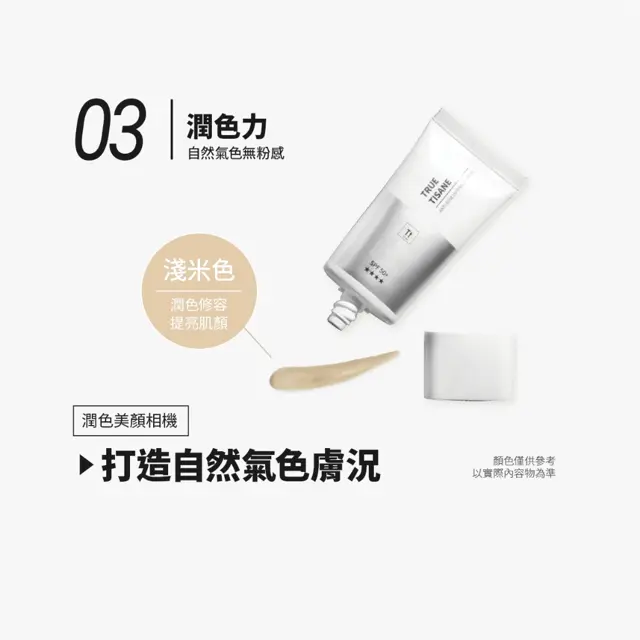 03
潤色力
自然氣色無粉感
TRUE
TISANE
SPF 50+
★★★★
淺米色
潤色修容
提亮肌顏
潤色美顏相機
▶打造自然氣色膚況
顏色僅供參考
以實際內容物為準